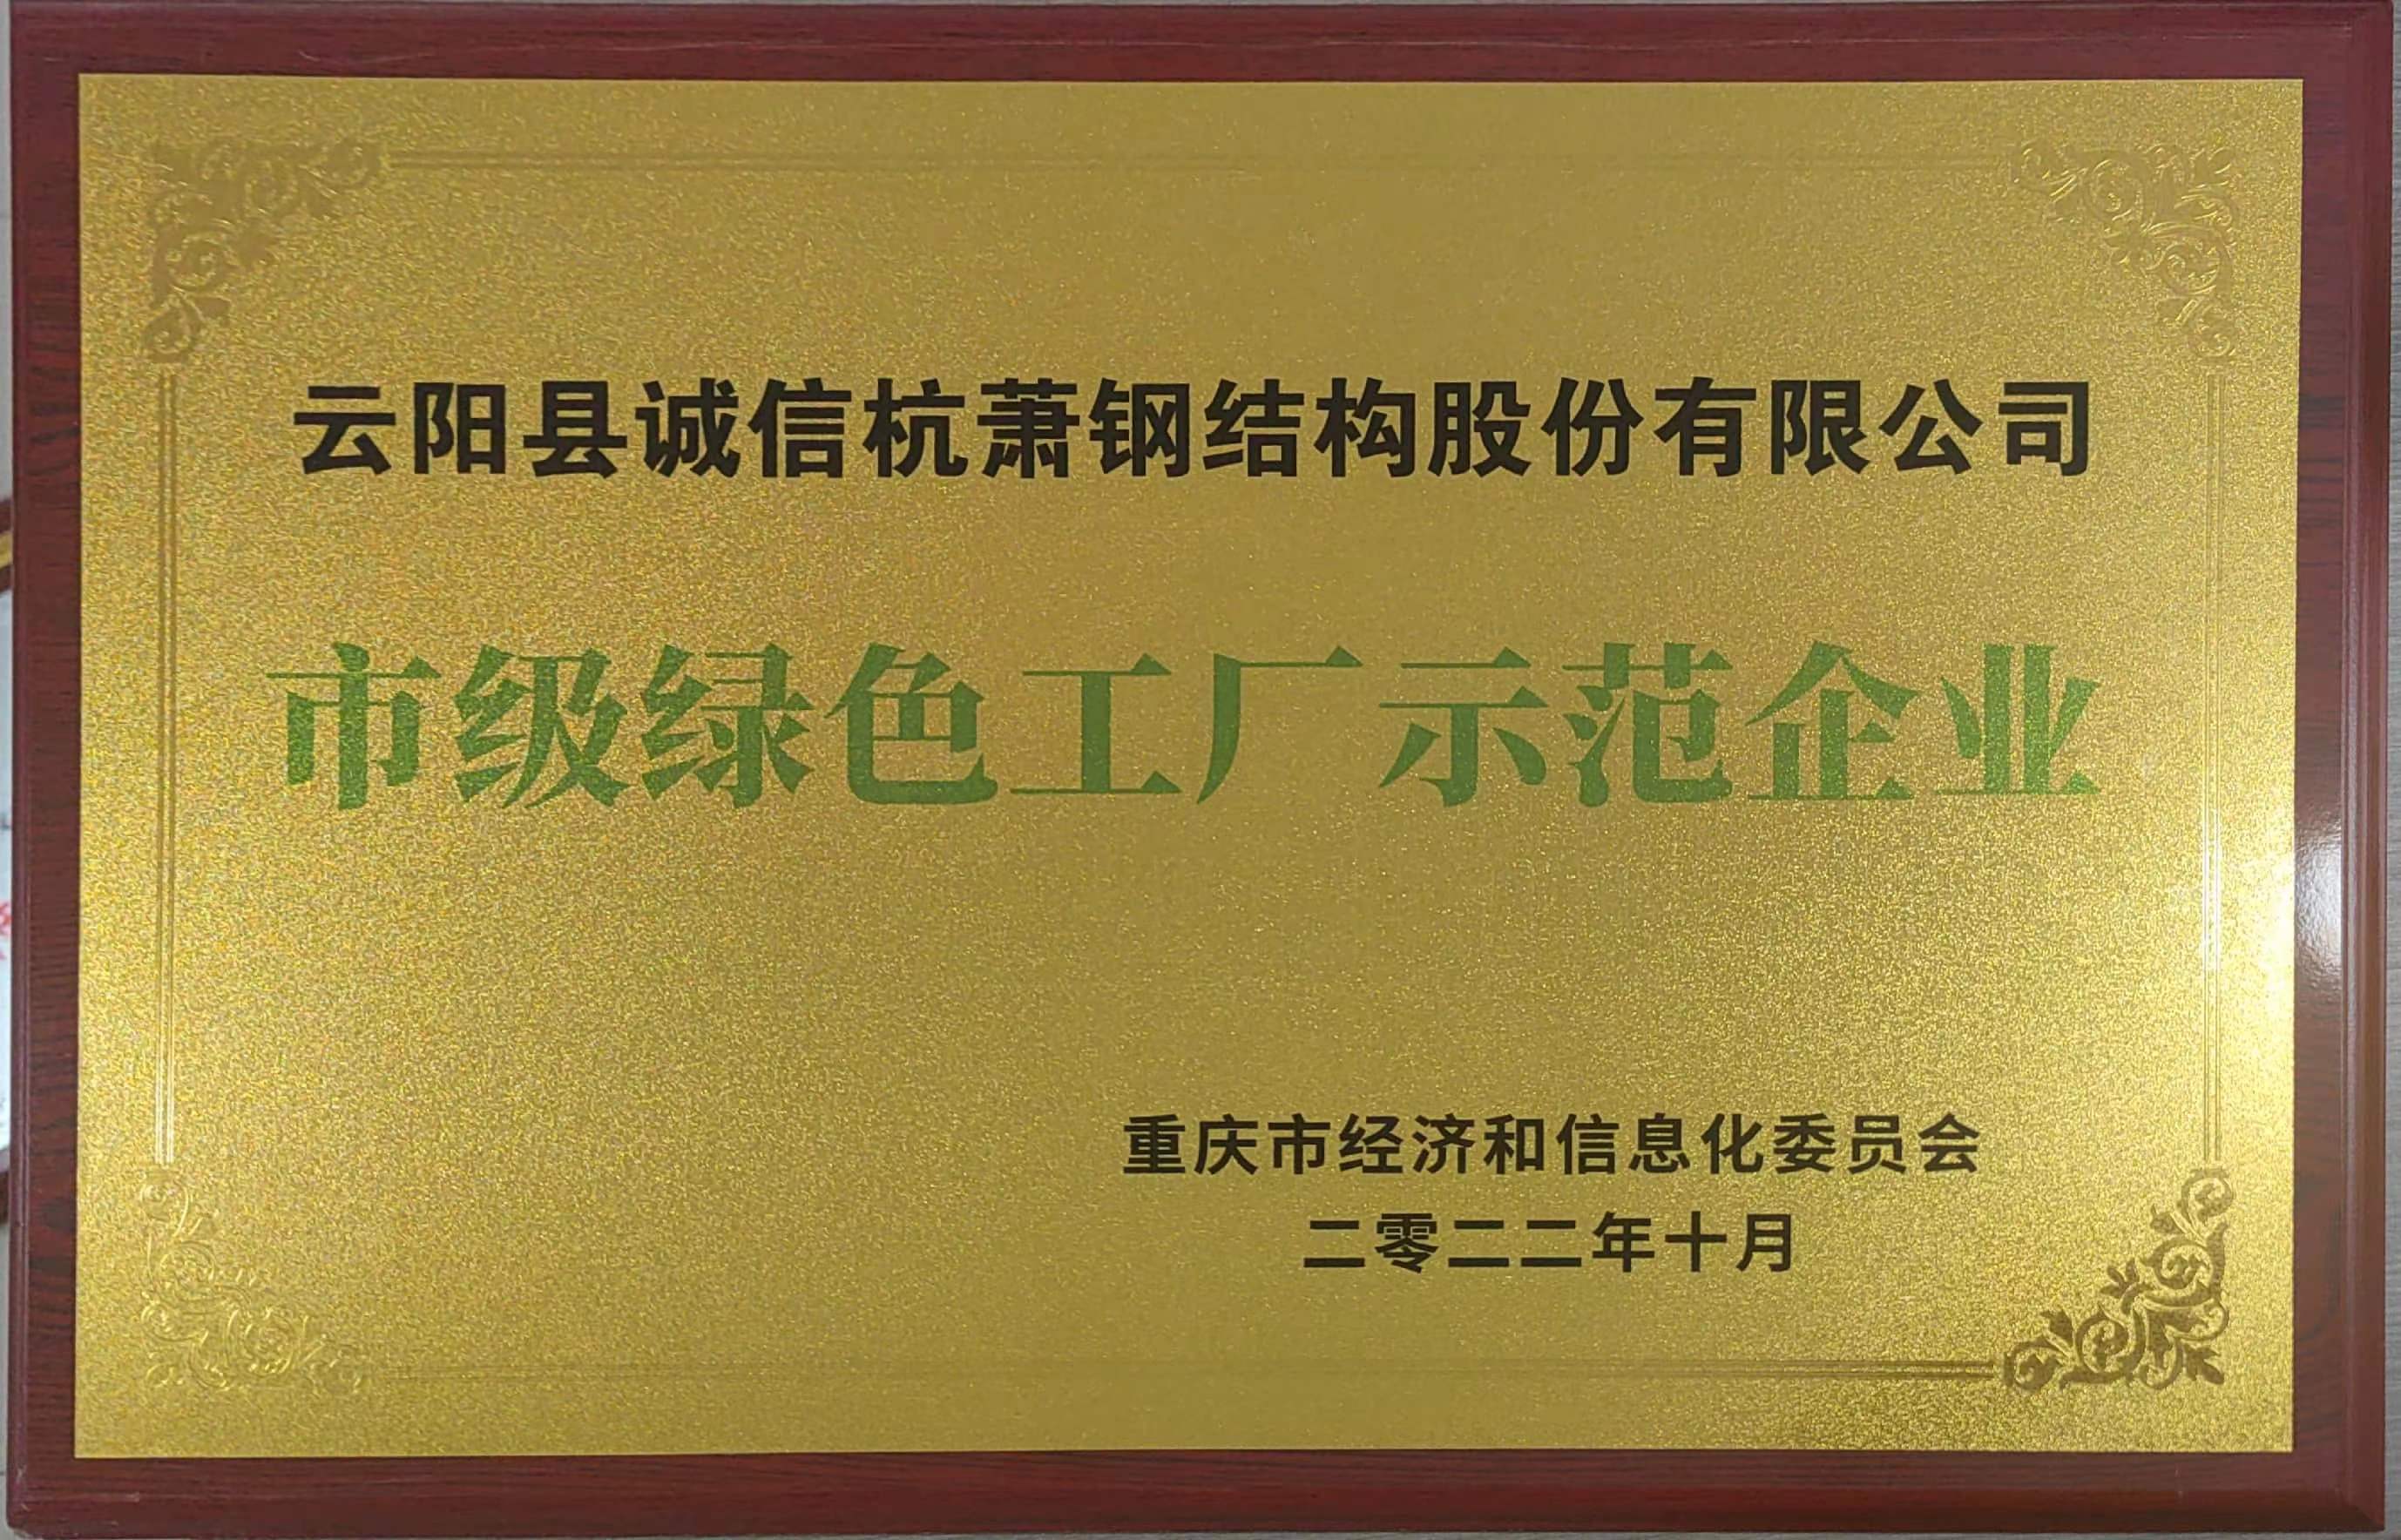 云阳县诚信杭萧钢结构股份有限公司
市级绿色工厂示范企业
重庆市经济和信息化委员会
二零二二年十月